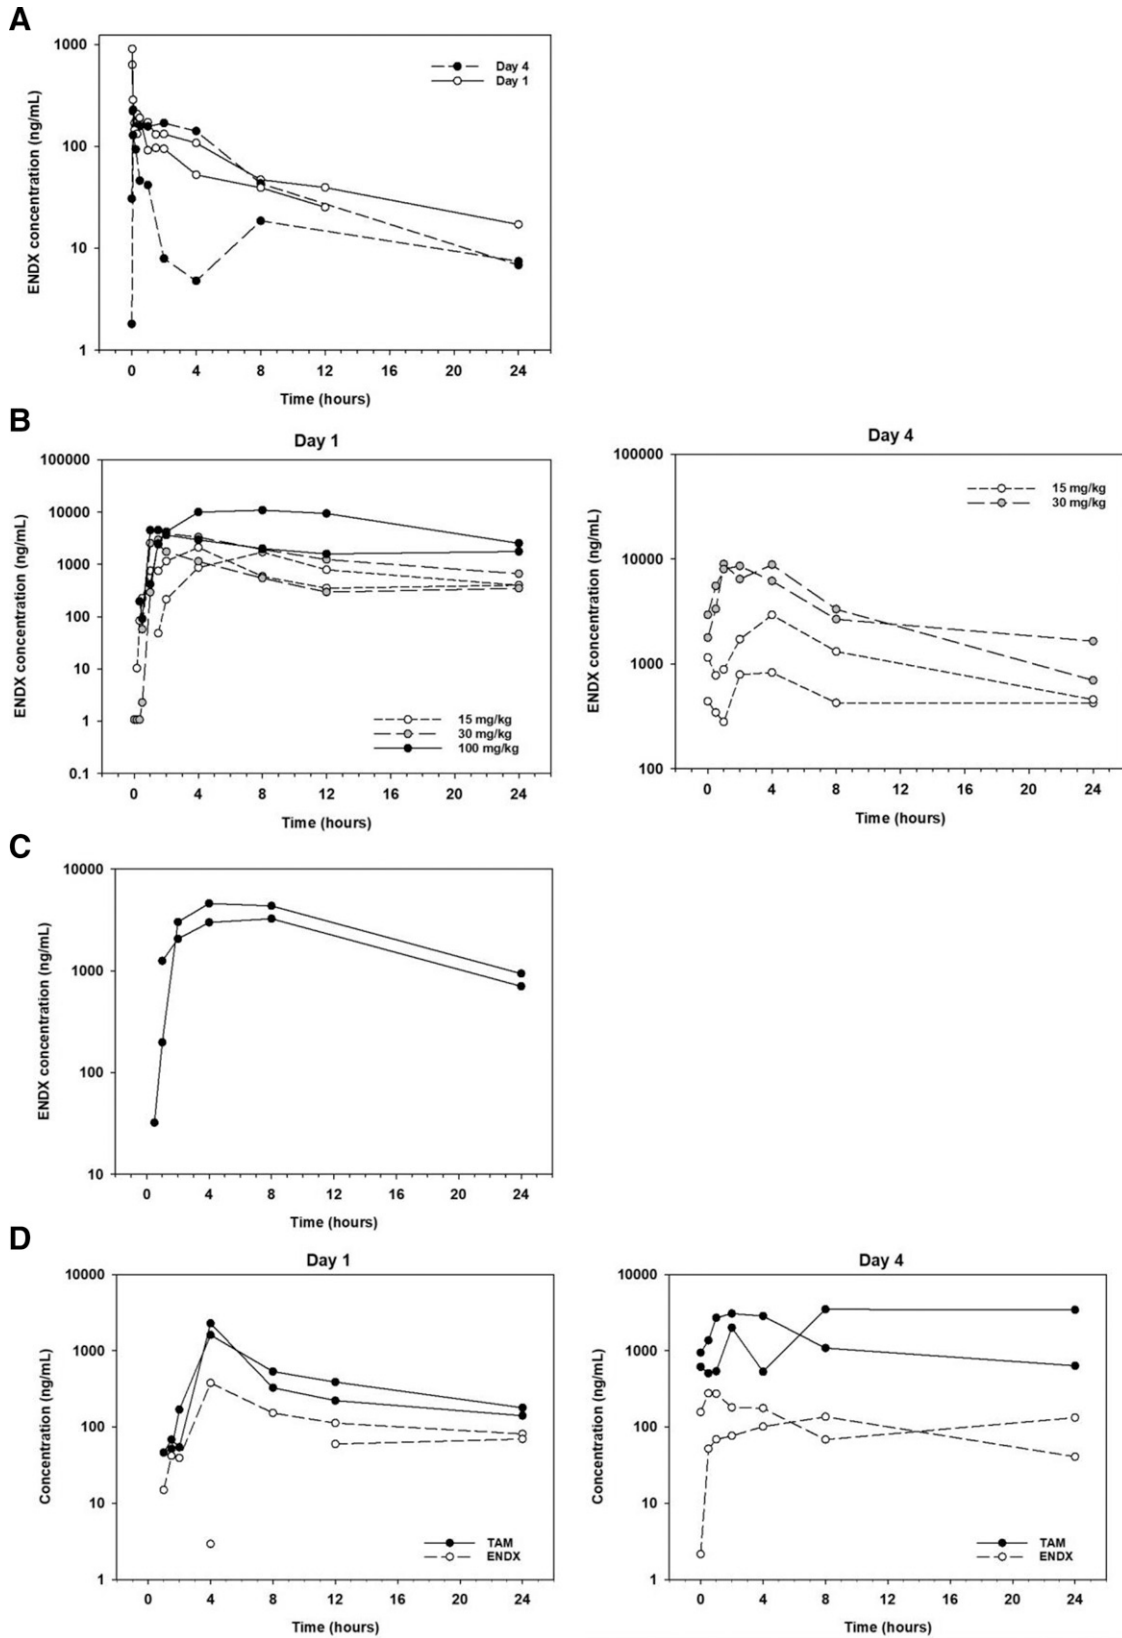 A
ENDX concentration (ng/mL)
1000
100
10
1
Day 4
Day 1
0 4 8 12 16 20 24
Time (hours)
B
Day 1
ENDX concentration (ng/mL)
100000
10000
1000
100
10
1
0.1
15 mg/kg
30 mg/kg
100 mg/kg
0 4 8 12 16 20 24
Time (hours)
Day 4
ENDX concentration (ng/mL)
100000
10000
1000
100
15 mg/kg
30 mg/kg
0 4 8 12 16 20 24
Time (hours)
C
ENDX concentration (ng/mL)
10000
1000
100
10
0 4 8 12 16 20 24
Time (hours)
D
Day 1
Concentration (ng/mL)
10000
1000
100
10
1
TAM
ENDX
0 4 8 12 16 20 24
Time (hours)
Day 4
Concentration (ng/mL)
10000
1000
100
10
1
TAM
ENDX
0 4 8 12 16 20 24
Time (hours)